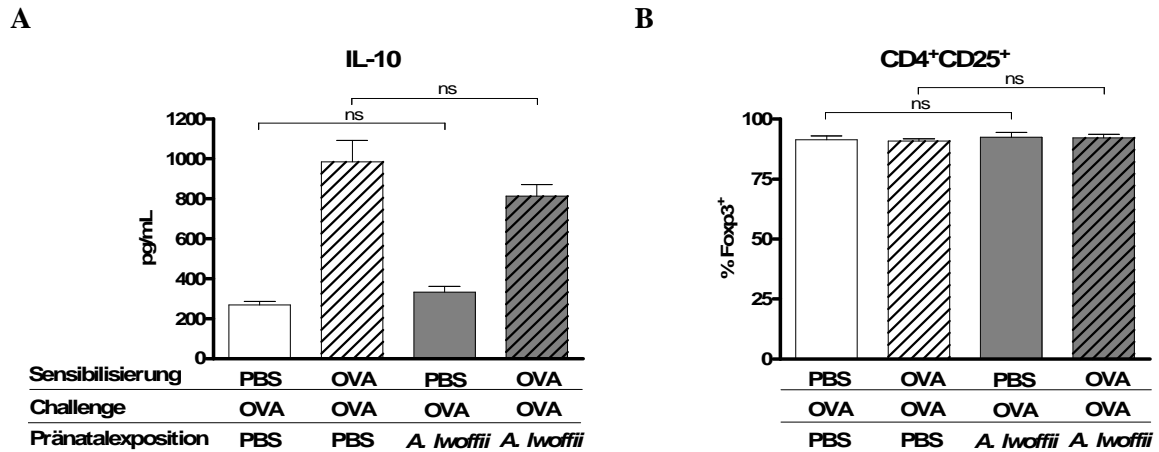 A
B
IL-10
CD4+CD25+
ns
ns
ns
ns
1200
1000
800
600
400
200
0
pg/mL
100
75
50
25
0
% Foxp3+
Sensibilisierung PBS OVA PBS OVA
Challenge OVA OVA OVA OVA
Pränatalexposition PBS PBS A. lwoffii A. lwoffii
PBS OVA PBS OVA
OVA OVA OVA OVA
PBS PBS A. lwoffii A. lwoffii